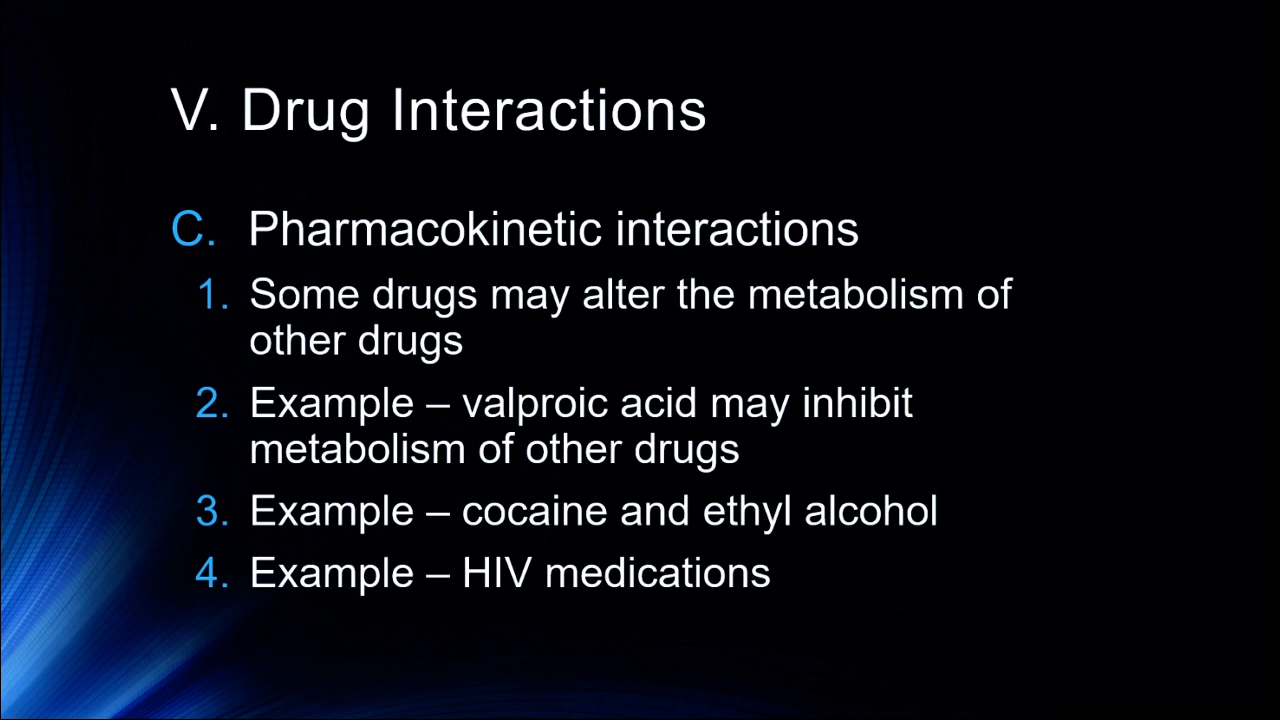 V. Drug Interactions
C. Pharmacokinetic interactions
1. Some drugs may alter the metabolism of
other drugs
2. Example – valproic acid may inhibit
metabolism of other drugs
3. Example – cocaine and ethyl alcohol
4. Example – HIV medications